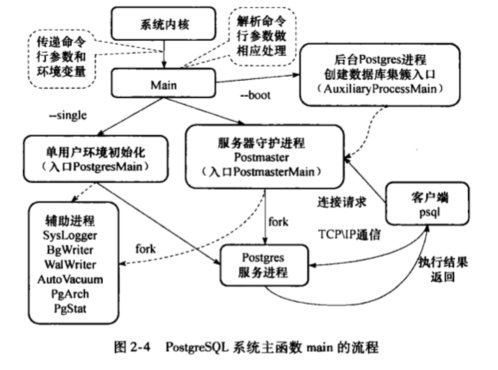 系统内核
传递命令
行参数和
环境变量
解析命令
行参数做
相应处理
Main
后台Postgres进程
创建数据库集簇入口
(AuxiliaryProcessMain)
--single
--boot
单用户环境初始化
(入口PostgresMain)
服务器守护进程
Postmaster
(入口PostmasterMain)
连接请求
客户端
psql
辅助进程
SysLogger
BgWriter
WalWriter
AutoVacuum
PgArch
PgStat
fork
fork
TCP\IP通信
Postgres
服务进程
执行结果
返回
图 2-4 PostgreSQL 系统主函数 main 的流程